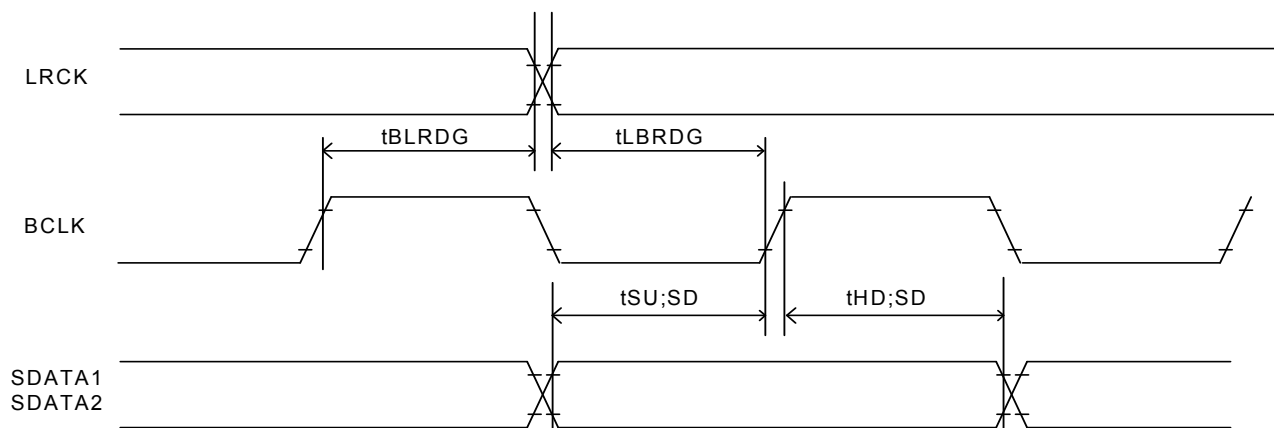 LRCK
tBLRDG
tLBRDG
BCLK
tSU;SD
tHD;SD
SDATA1
SDATA2